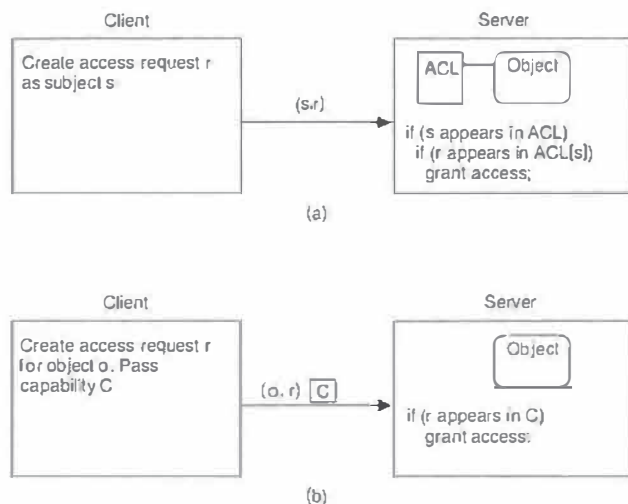 Client
Server
Create access request r
as subject s
(s,r)
ACL
Object
if (s appears in ACL)
if (r appears in ACL[s])
grant access;
(a)
Client
Server
Create access request r
for object o. Pass
capability C
(o, r) C
Object
if (r appears in C)
grant access;
(b)